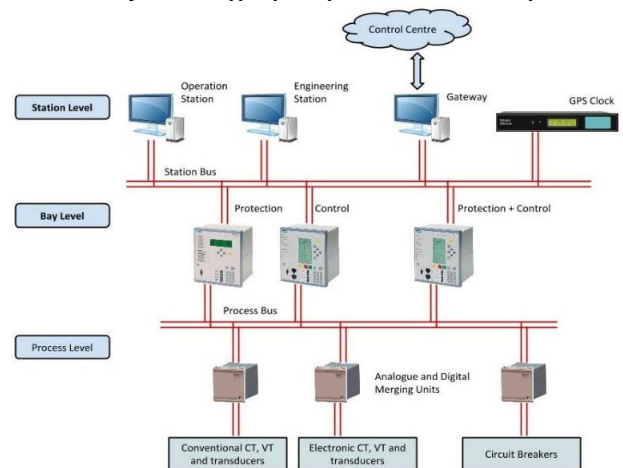 Control Centre
Operation
Station
Engineering
Station
Gateway
GPS Clock
Station Level
Station Bus
Bay Level
Protection
Control
Protection + Control
Process Bus
Process Level
Analogue and Digital
Merging Units
Conventional CT, VT
and transducers
Electronic CT, VT and
transducers
Circuit Breakers